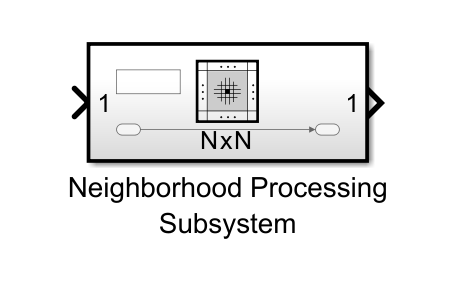 1 1
NxN
Neighborhood Processing
Subsystem